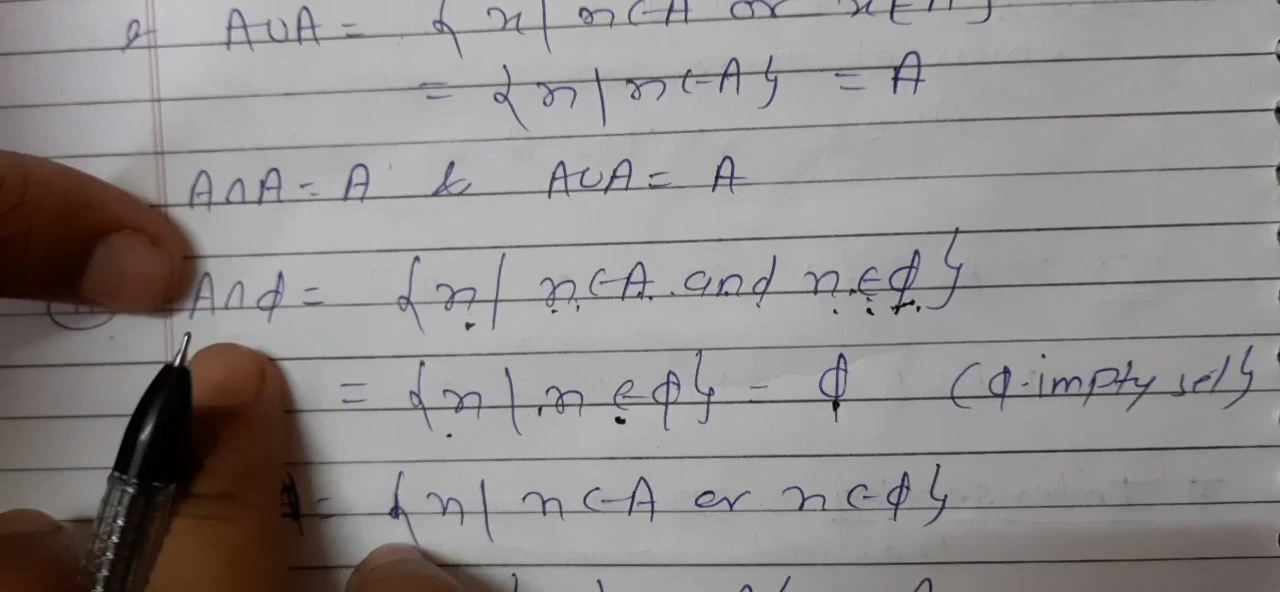 A∪A = {x | x∈A or x∈A}
= {x | x∈A} = A
A∩A = A & A∪A = A
A∩ϕ = {x | x∈A and x∈ϕ}
= {x | x∈ϕ} = ϕ (ϕ-impty set)
= {x | x∈A or x∈ϕ}